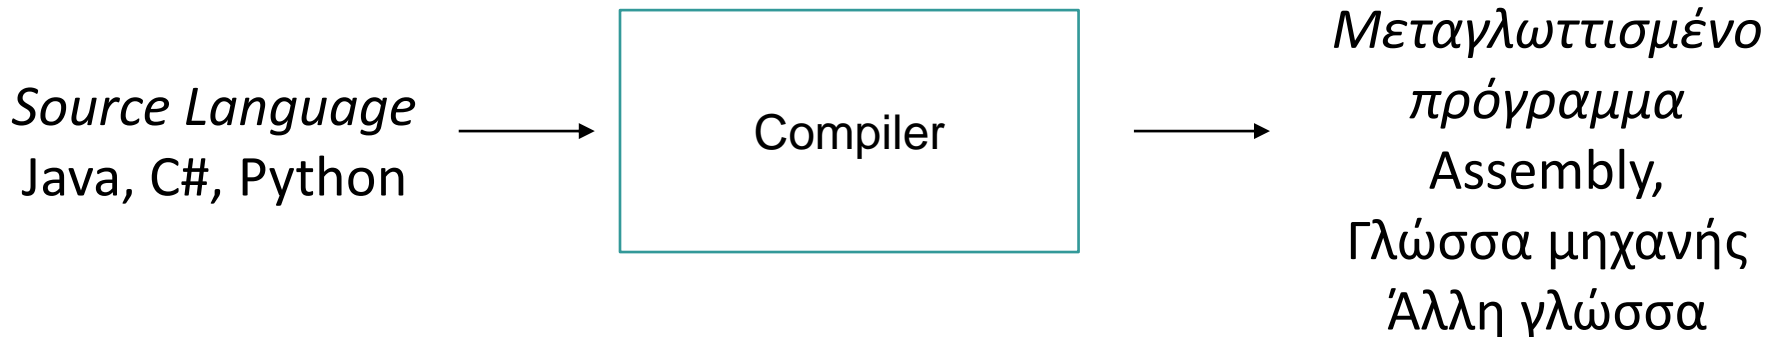 Source Language
Java, C#, Python
Compiler
Μεταγλωττισμένο
πρόγραμμα
Assembly,
Γλώσσα μηχανής
Άλλη γλώσσα